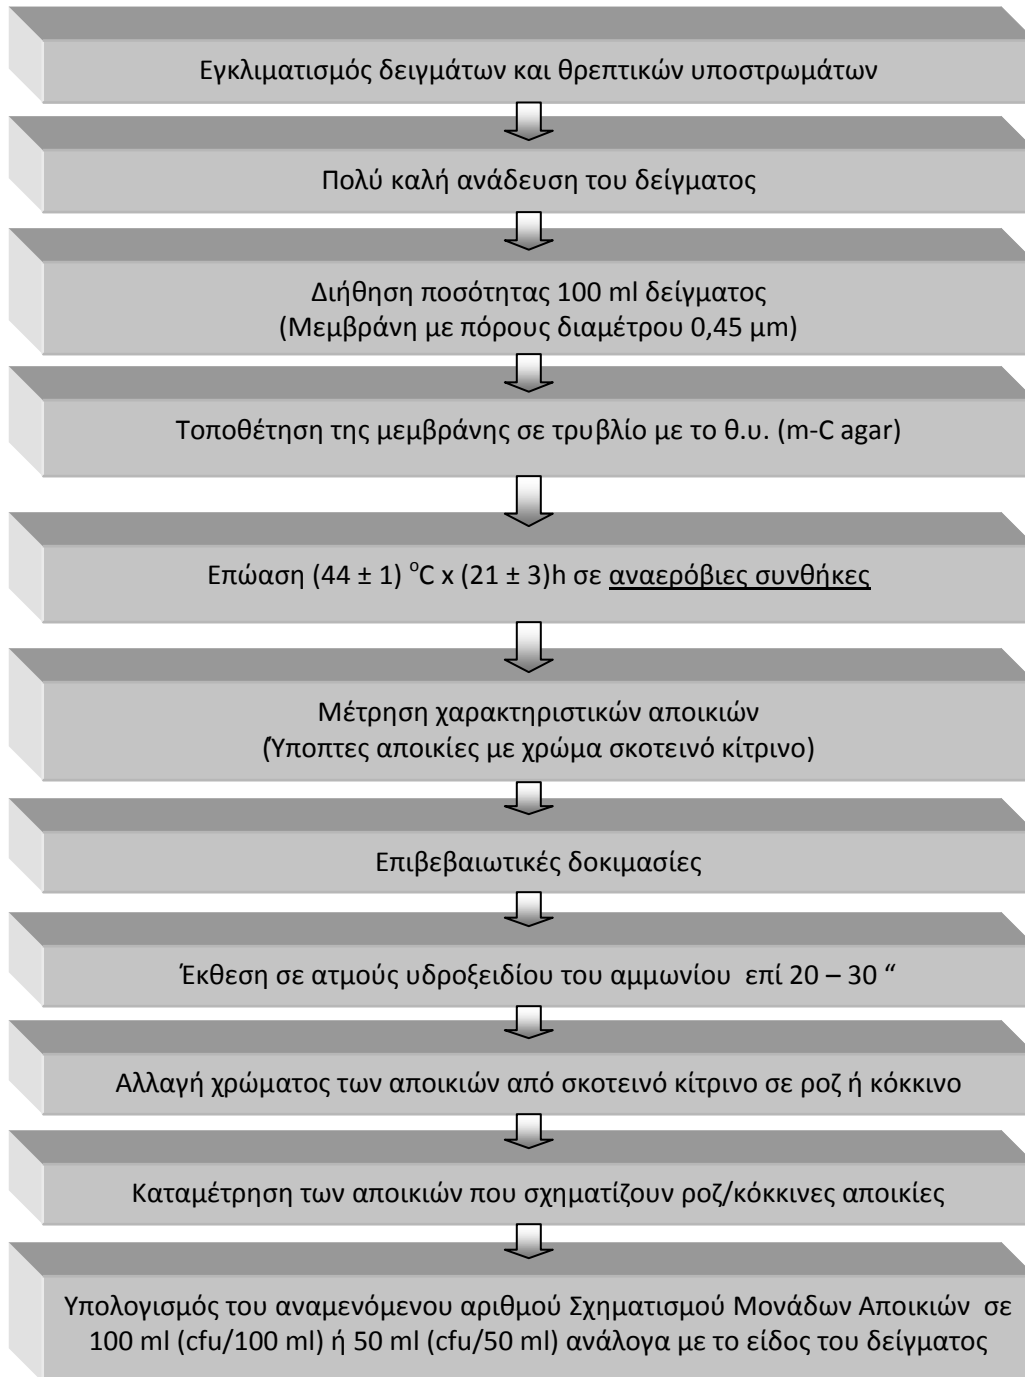 Εγκλιματισμός δειγμάτων και θρεπτικών υποστρωμάτων
Πολύ καλή ανάδευση του δείγματος
Διήθηση ποσότητας 100 ml δείγματος
(Μεμβράνη με πόρους διαμέτρου 0,45 μm)
Τοποθέτηση της μεμβράνης σε τρυβλίο με το θ.υ. (m-C agar)
Επώαση (44 ± 1) °C x (21 ± 3)h σε αναερόβιες συνθήκες
Μέτρηση χαρακτηριστικών αποικιών
(Ύποπτες αποικίες με χρώμα σκοτεινό κίτρινο)
Επιβεβαιωτικές δοκιμασίες
Έκθεση σε ατμούς υδροξειδίου του αμμωνίου επί 20 – 30 “
Αλλαγή χρώματος των αποικιών από σκοτεινό κίτρινο σε ροζ ή κόκκινο
Καταμέτρηση των αποικιών που σχηματίζουν ροζ/κόκκινες αποικίες
Υπολογισμός του αναμενόμενου αριθμού Σχηματισμού Μονάδων Αποικιών σε
100 ml (cfu/100 ml) ή 50 ml (cfu/50 ml) ανάλογα με το είδος του δείγματος